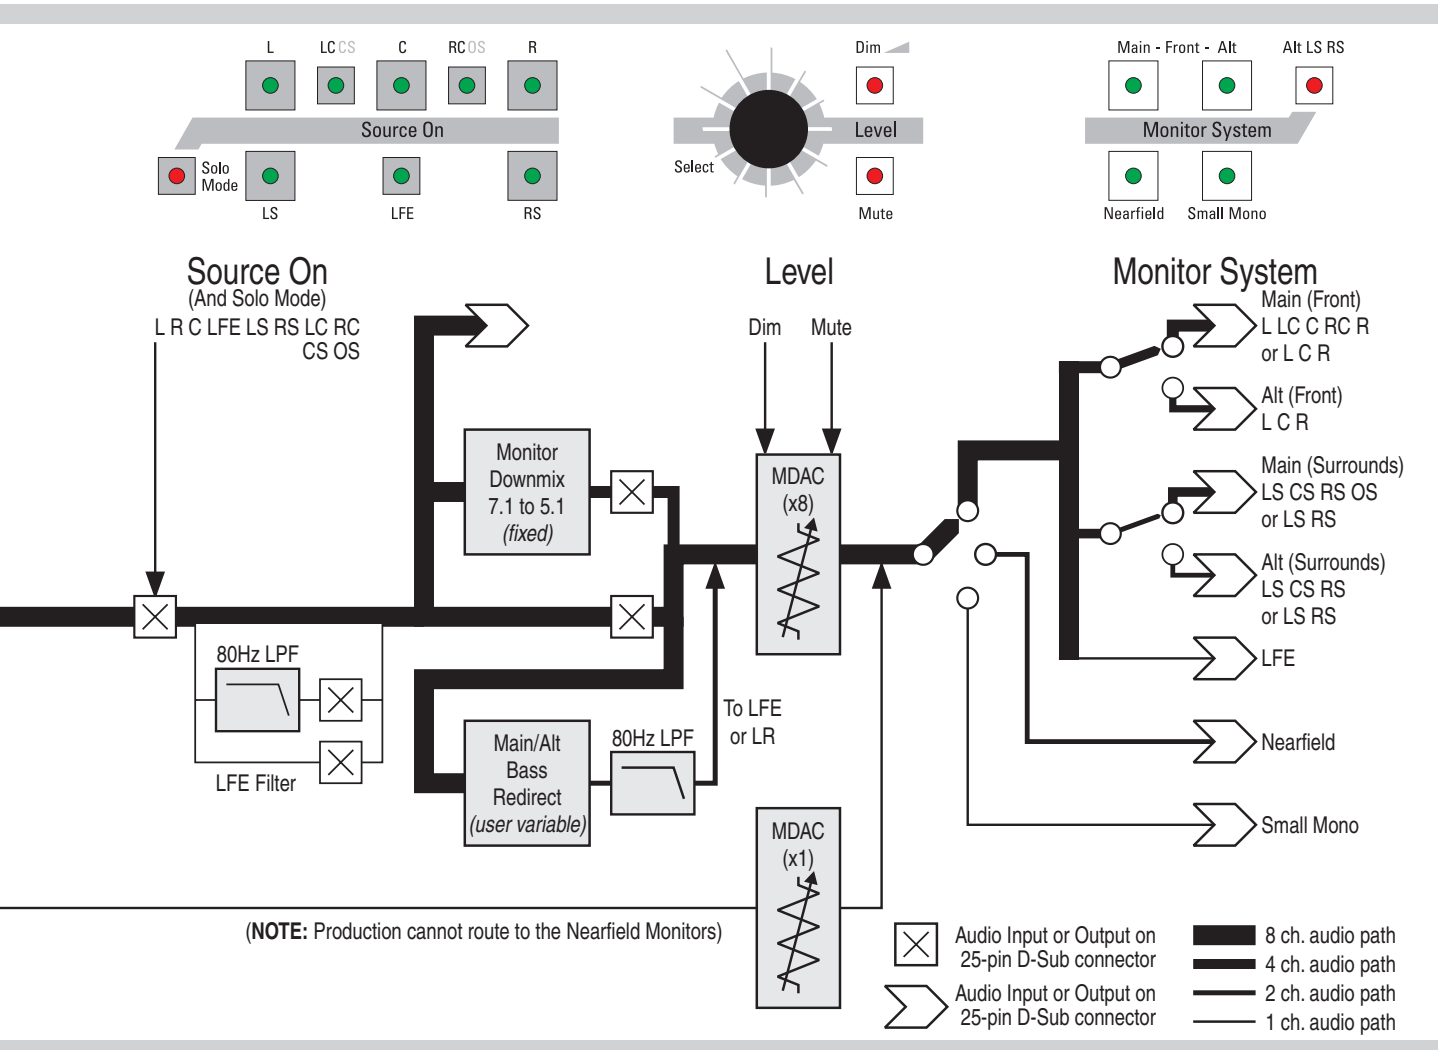 L LC CS C RC OS R
Source On
Solo
Mode
LS LFE RS
Dim
Level
Select
Mute
Main - Front - Alt Alt LS RS
Monitor System
Nearfield Small Mono
Source On
(And Solo Mode)
L R C LFE LS RS LC RC
CS OS
Level
Dim Mute
Monitor System
Main (Front)
L LC C RC R
or L C R
Alt (Front)
L C R
Main (Surrounds)
LS CS RS OS
or LS RS
Alt (Surrounds)
LS CS RS
or LS RS
LFE
Nearfield
Small Mono
Monitor
Downmix
7.1 to 5.1
(fixed)
MDAC
(x8)
80Hz LPF
LFE Filter
Main/Alt
Bass
Redirect
(user variable)
80Hz LPF
To LFE
or LR
MDAC
(x1)
(NOTE: Production cannot route to the Nearfield Monitors)
Audio Input or Output on
25-pin D-Sub connector
Audio Input or Output on
25-pin D-Sub connector
8 ch. audio path
4 ch. audio path
2 ch. audio path
1 ch. audio path